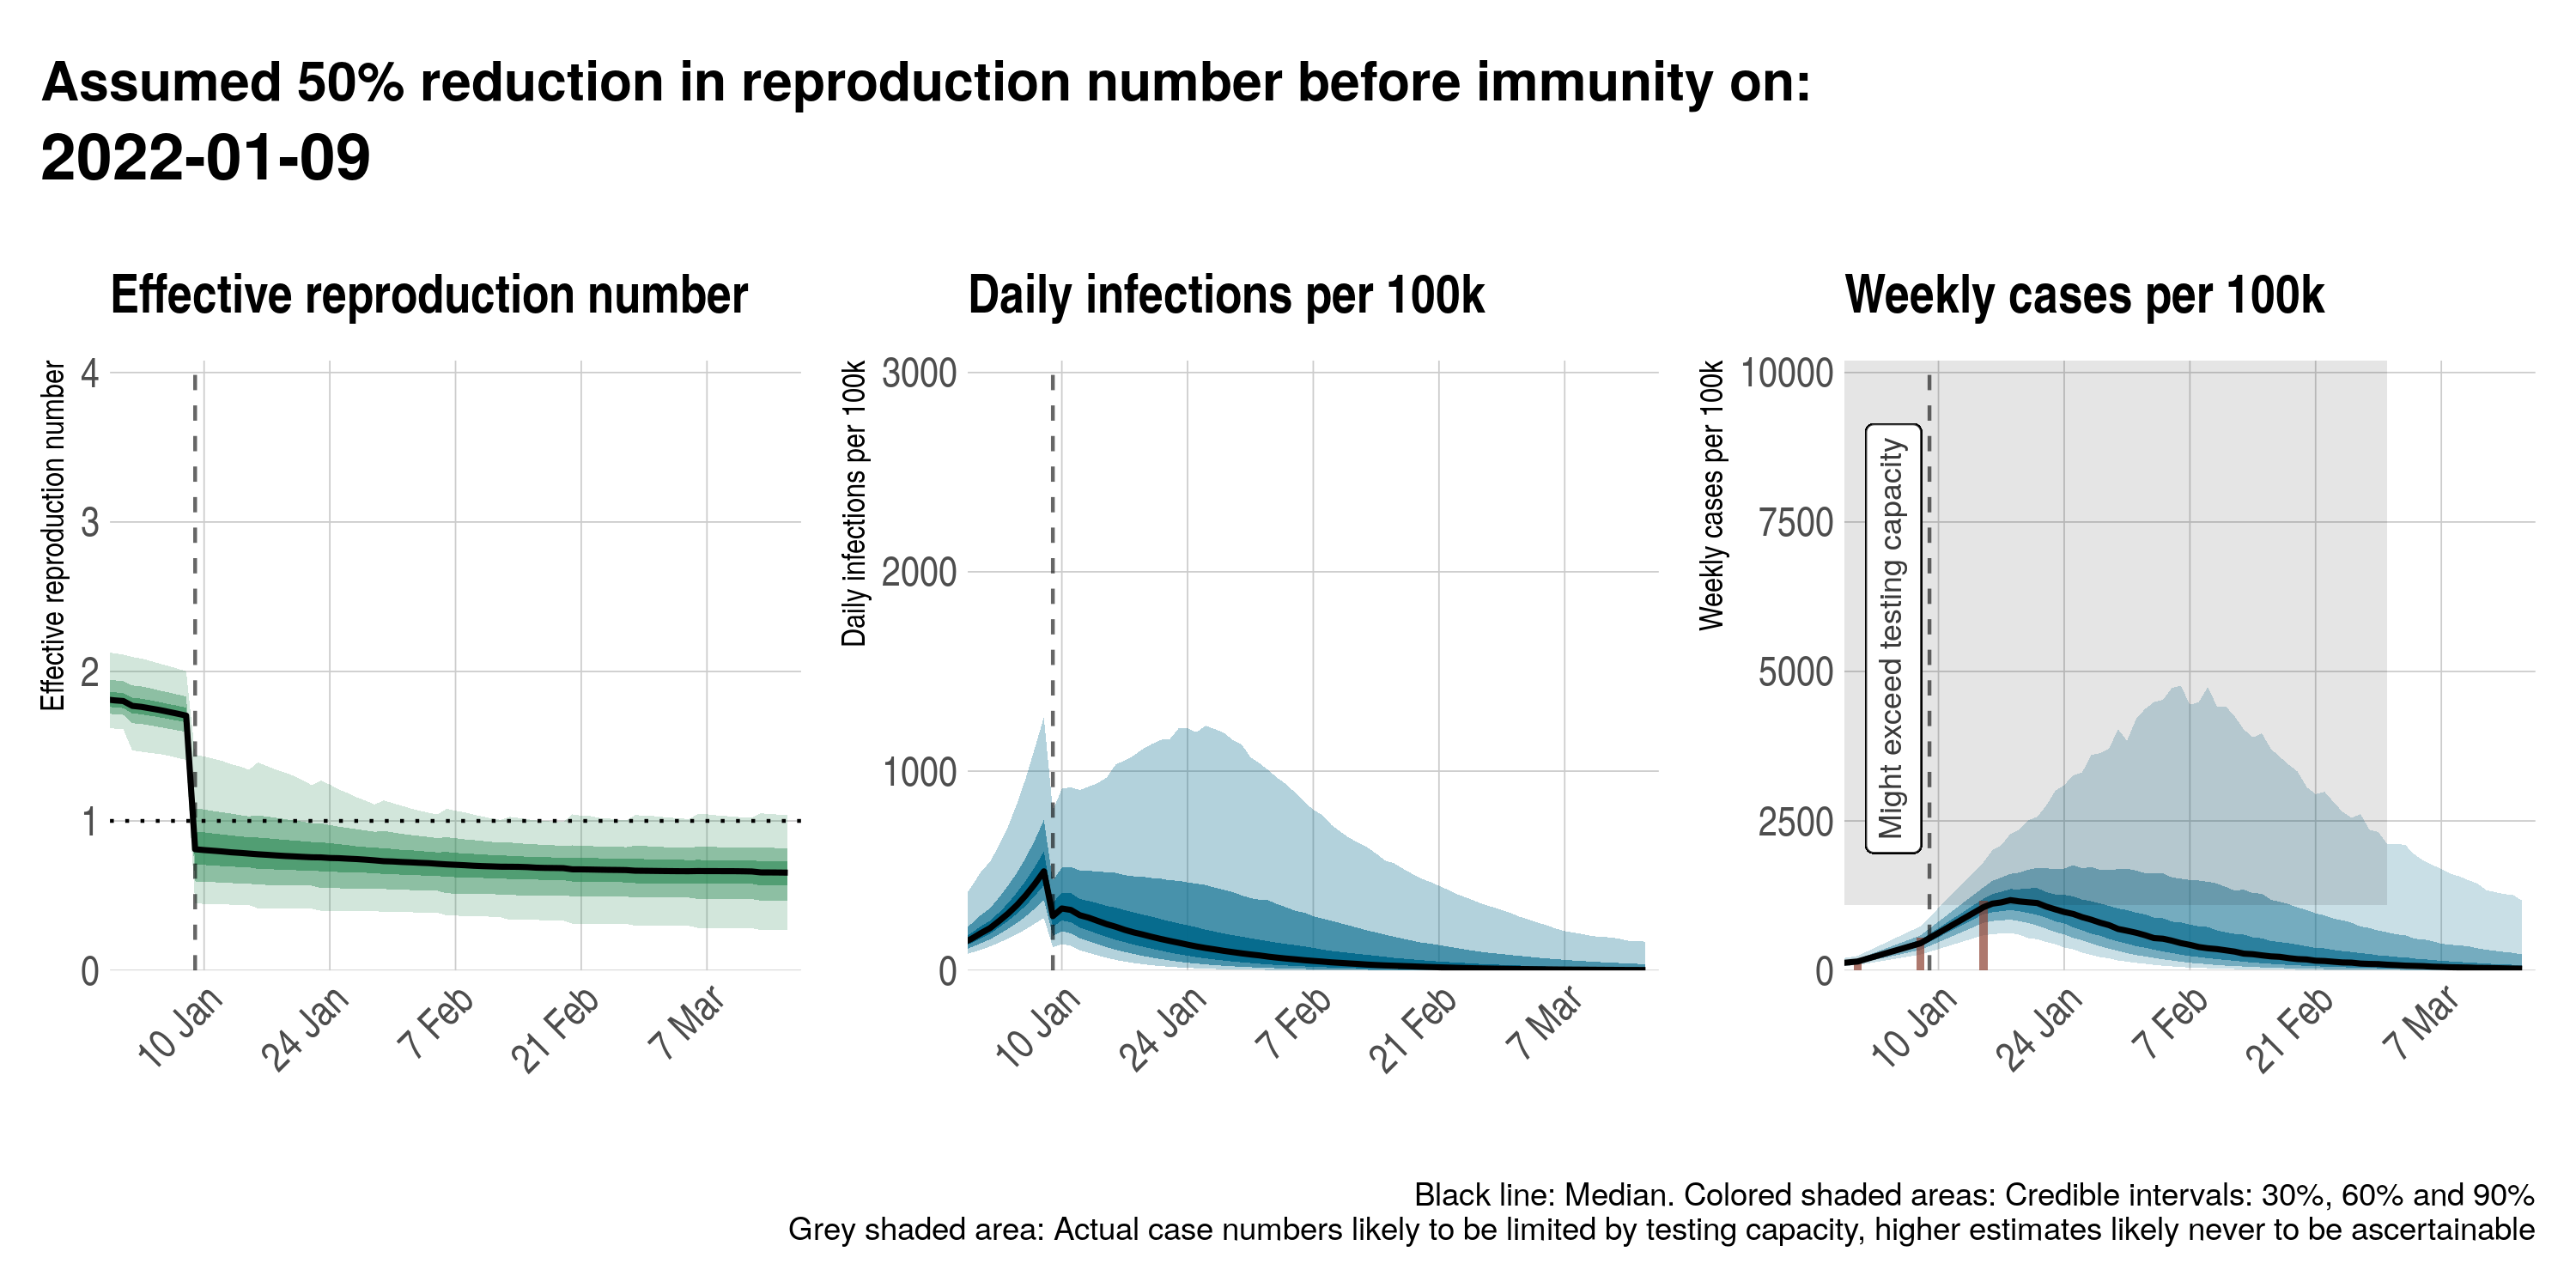 Assumed 50% reduction in reproduction number before immunity on:
2022-01-09
Effective reproduction number
Effective reproduction number
4
3
2
1
0
10 Jan
24 Jan
7 Feb
21 Feb
7 Mar
Daily infections per 100k
Daily infections per 100k
3000
2000
1000
0
10 Jan
24 Jan
7 Feb
21 Feb
7 Mar
Weekly cases per 100k
Weekly cases per 100k
10000
7500
5000
2500
0
Might exceed testing capacity
10 Jan
24 Jan
7 Feb
21 Feb
7 Mar
Black line: Median. Colored shaded areas: Credible intervals: 30%, 60% and 90%
Grey shaded area: Actual case numbers likely to be limited by testing capacity, higher estimates likely never to be ascertainable